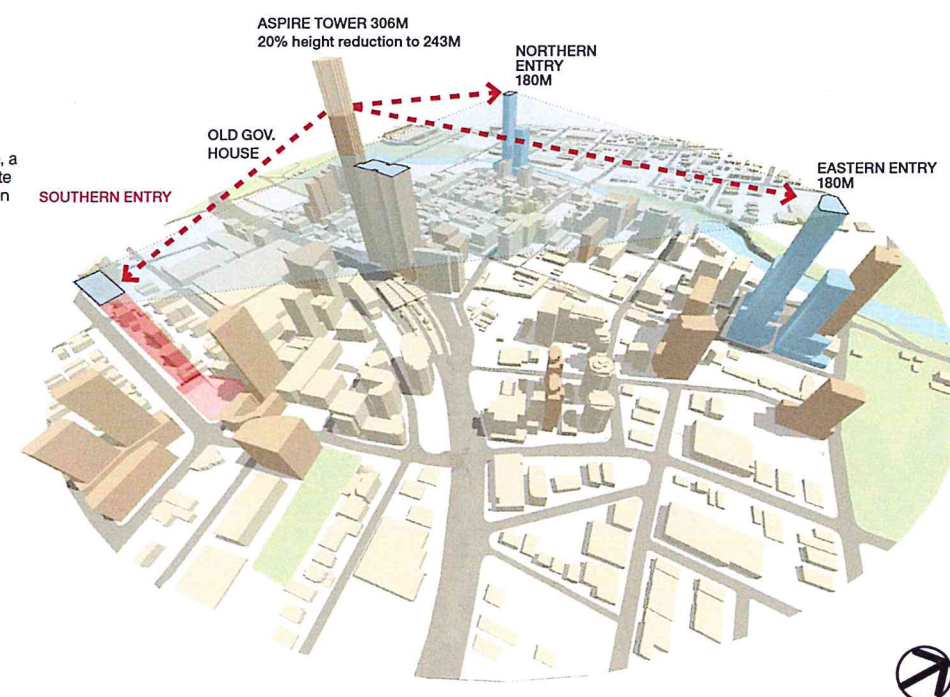 ASPIRE TOWER 306M
20% height reduction to 243M
NORTHERN
ENTRY
180M
OLD GOV.
HOUSE
, a
te
n
SOUTHERN ENTRY
EASTERN ENTRY
180M